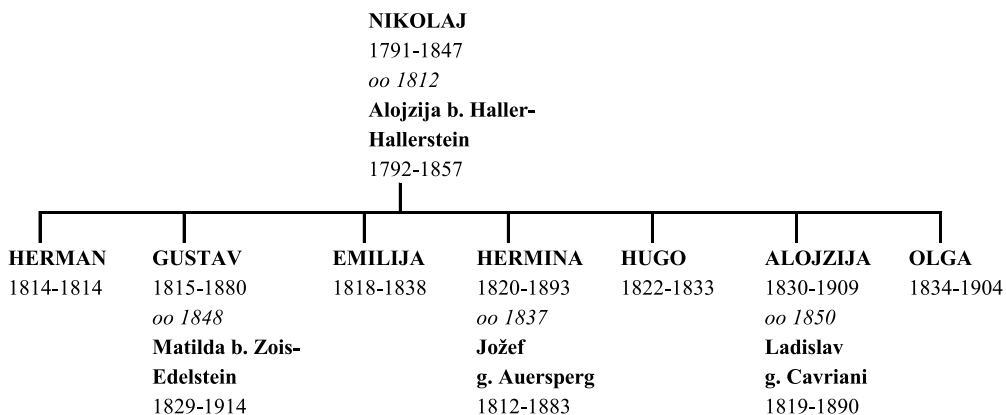 NIKOLAJ
1791-1847
oo 1812
Alojzija b. Haller-
Hallerstein
1792-1857
HERMAN
1814-1814
GUSTAV
1815-1880
oo 1848
Matilda b. Zois-
Edelstein
1829-1914
EMILIJA
1818-1838
HERMINA
1820-1893
oo 1837
Jožef
g. Auersperg
1812-1883
HUGO
1822-1833
ALOJZIJA
1830-1909
oo 1850
Ladislav
g. Cavriani
1819-1890
OLGA
1834-1904